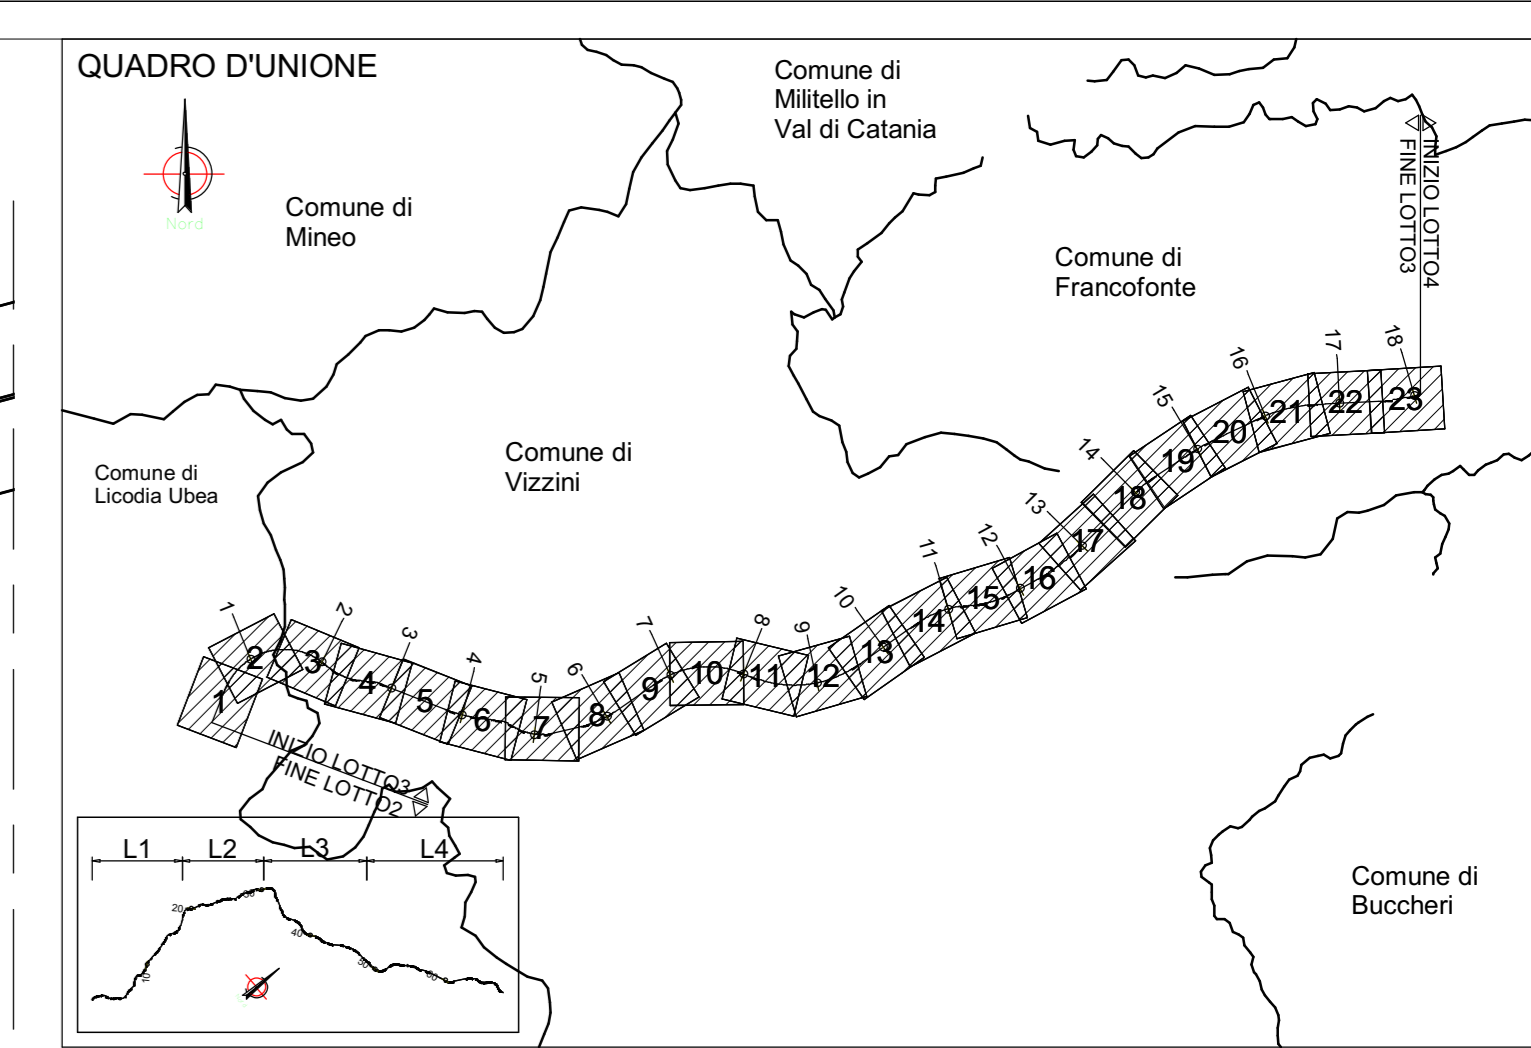 QUADRO D'UNIONE
Nord
Comune di
Mineo
Comune di
Militello in
Val di Catania
Comune di
Francofonte
INIZIO LOTTO4
FINE LOTTO3
Comune di
Licodia Ubea
Comune di
Vizzini
Comune di
Buccheri
1
2
3
4
5
6
7
8
9
10
11
12
13
14
15
16
17
18
1
2
3
4
5
6
7
8
9
10
11
12
13
14
15
16
17
18
19
20
21
22
23
INIZIO LOTTO3
FINE LOTTO2
L1
L2
L3
L4
10
20
30
40
50
60